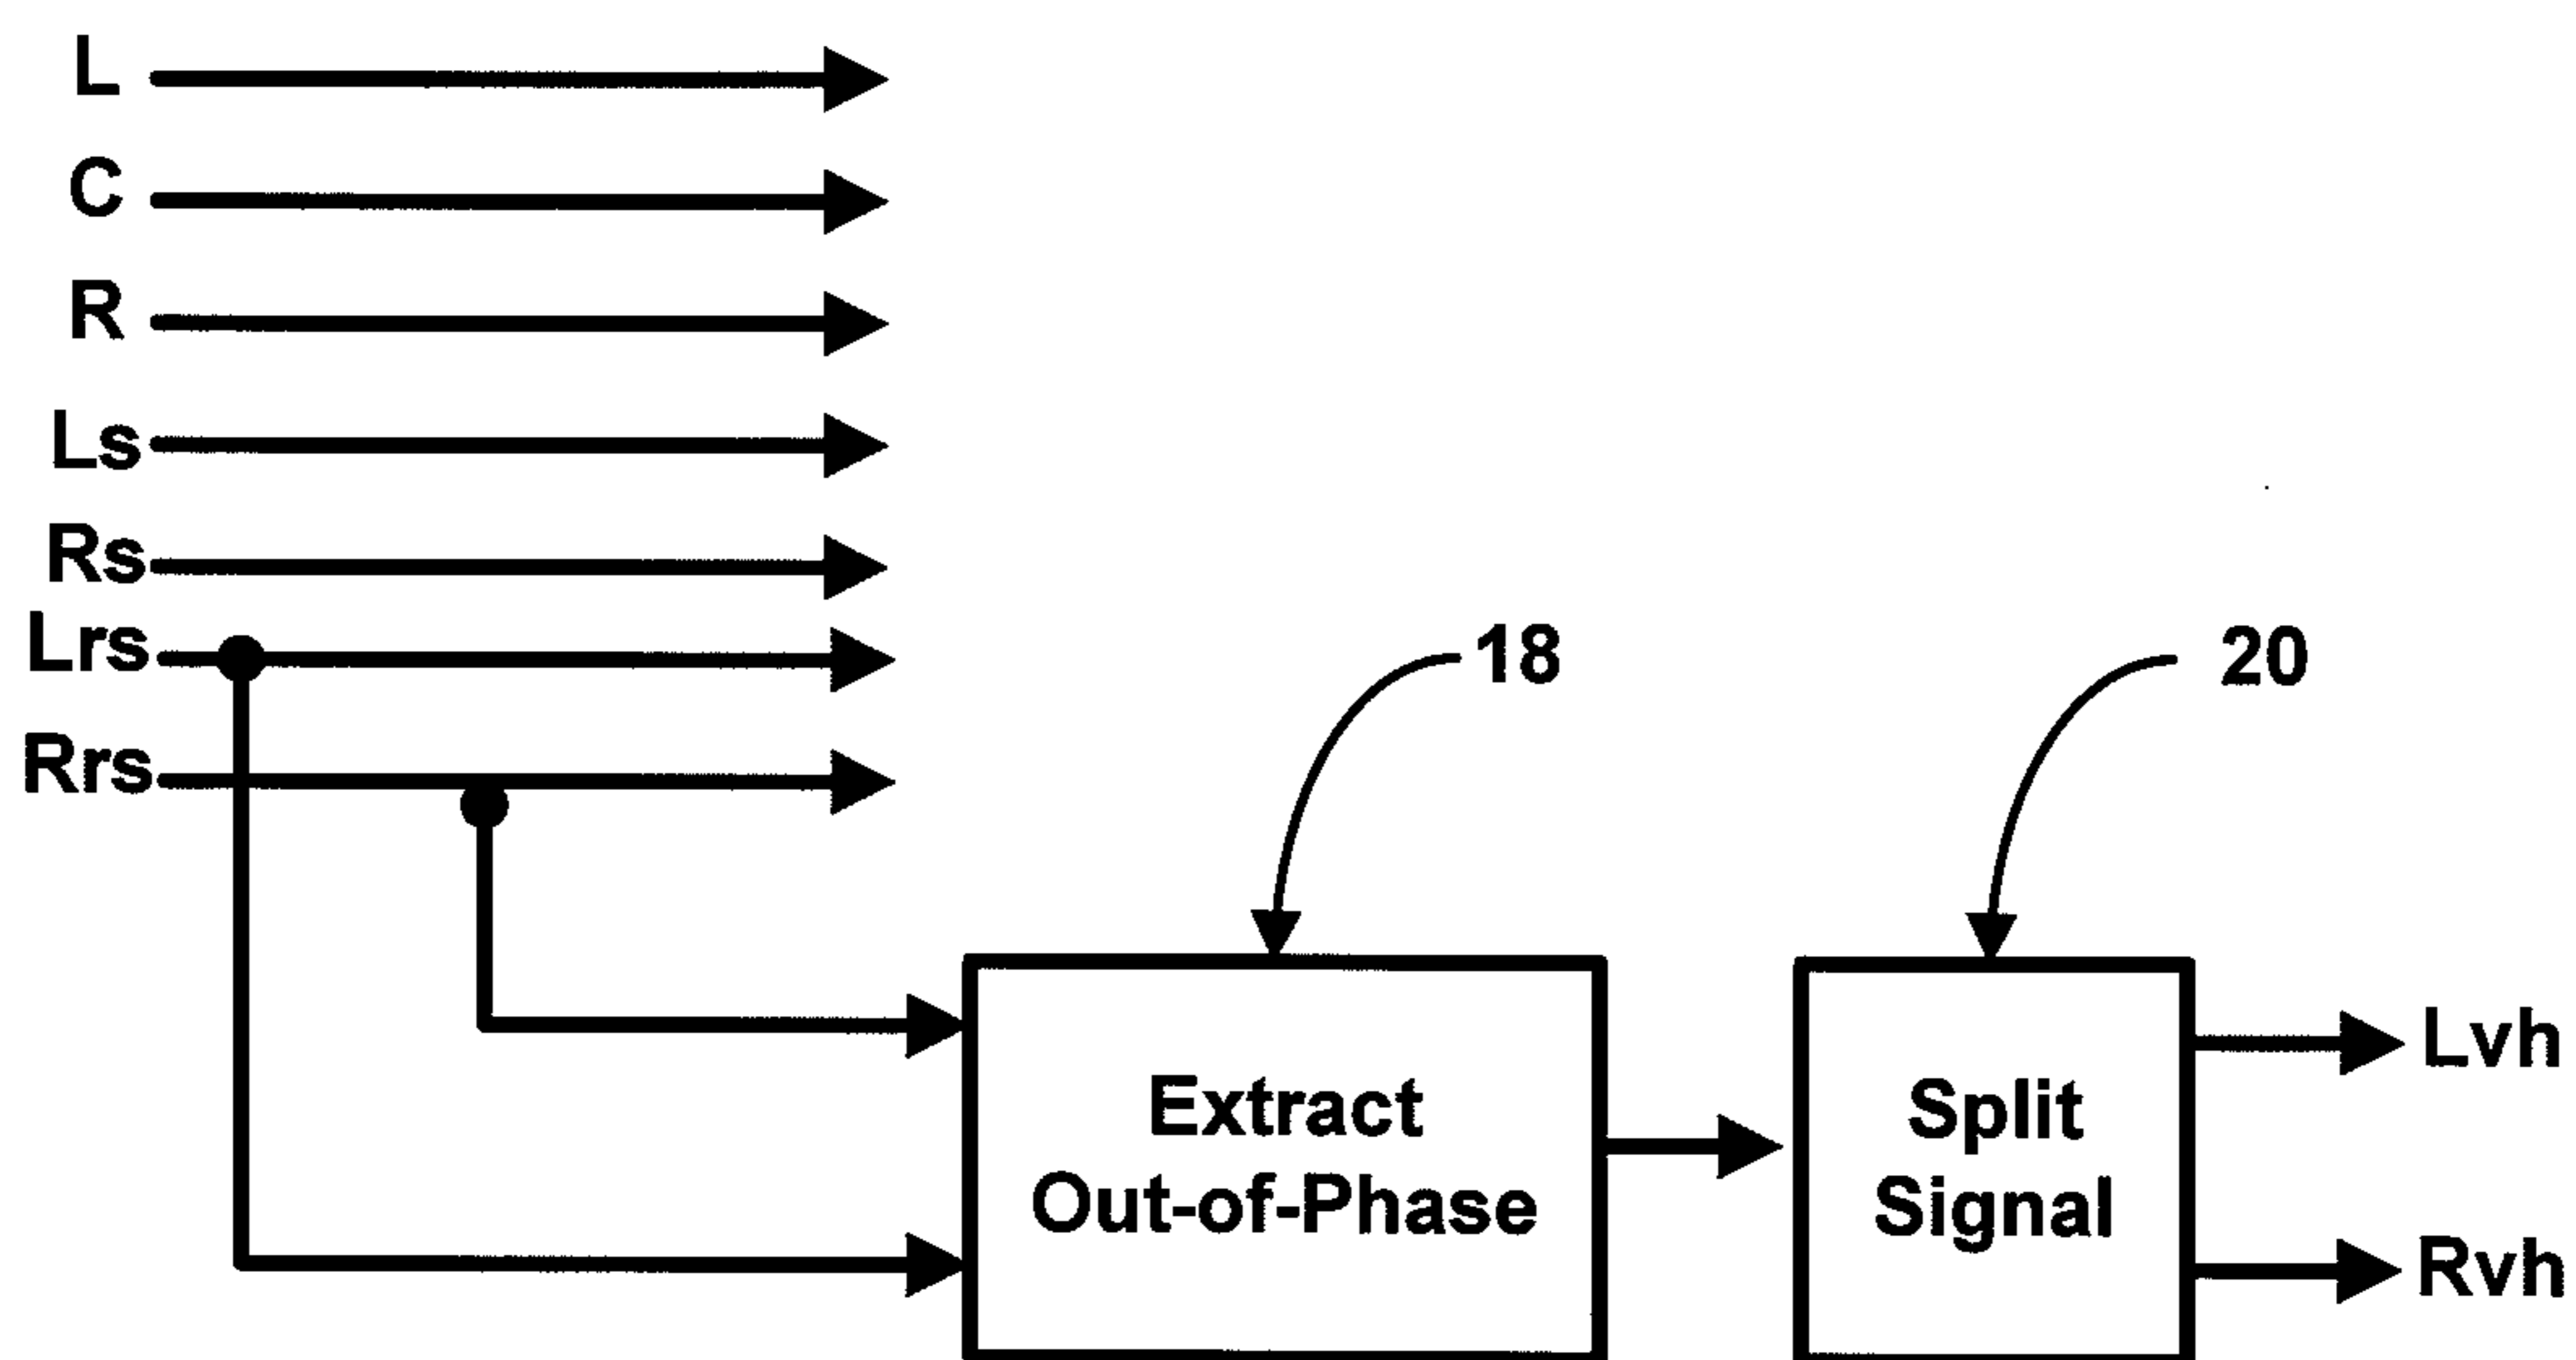 L
C
R
Ls
Rs
Lrs
Rrs
18
20
Extract
Out-of-Phase
Split
Signal
Lvh
Rvh